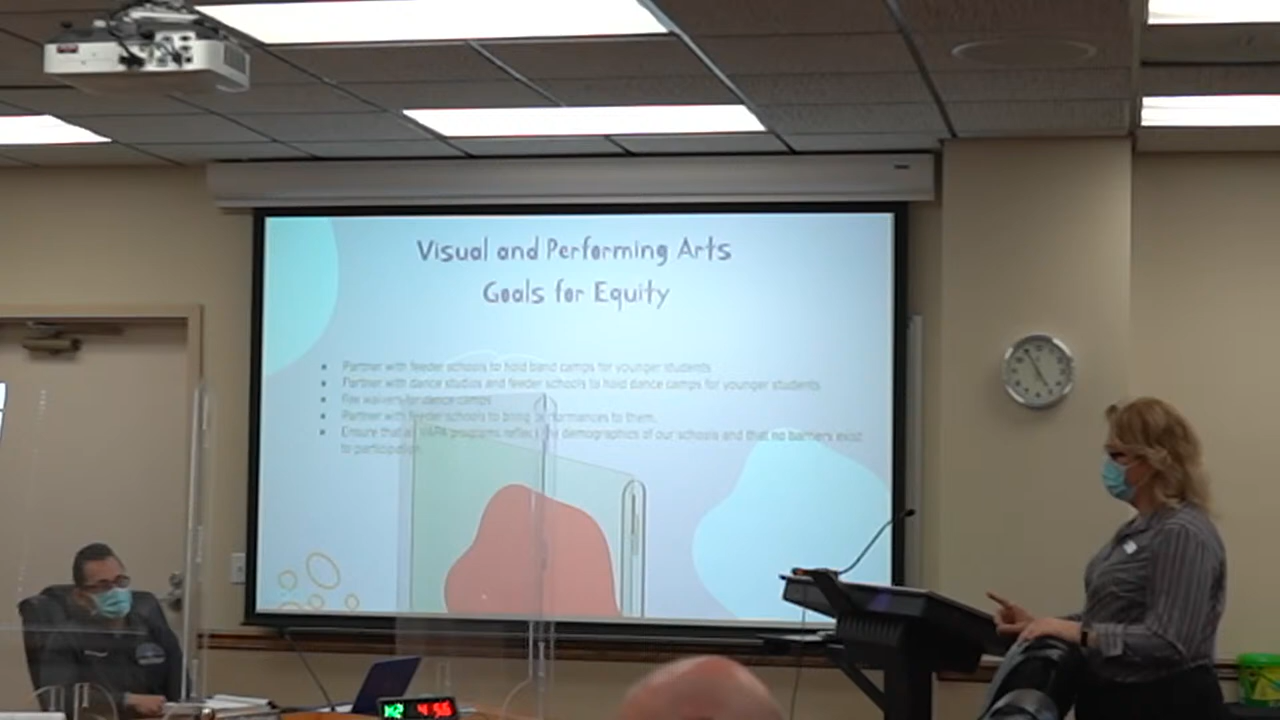 Visual and Performing Arts
Goals for Equity
Partner with feeder schools to hold band camps for younger students
Partner with dance studios and feeder schools to hold dance camps for younger students
Fee waivers for dance camps
Partner with feeder schools to bring performances to them.
Ensure that all VAPA programs reflect the demographics of our schools and that no barriers exist
to participation